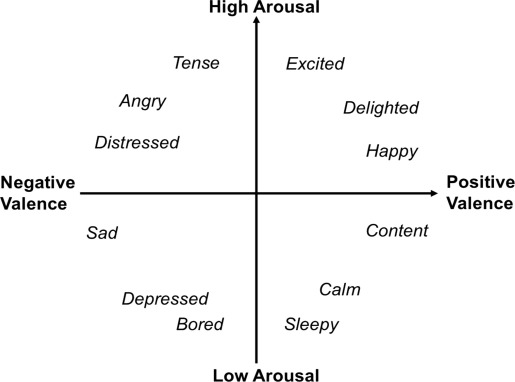 High Arousal
Tense
Excited
Angry
Delighted
Distressed
Happy
Negative
Valence
Positive
Valence
Sad
Content
Calm
Depressed
Bored
Sleepy
Low Arousal